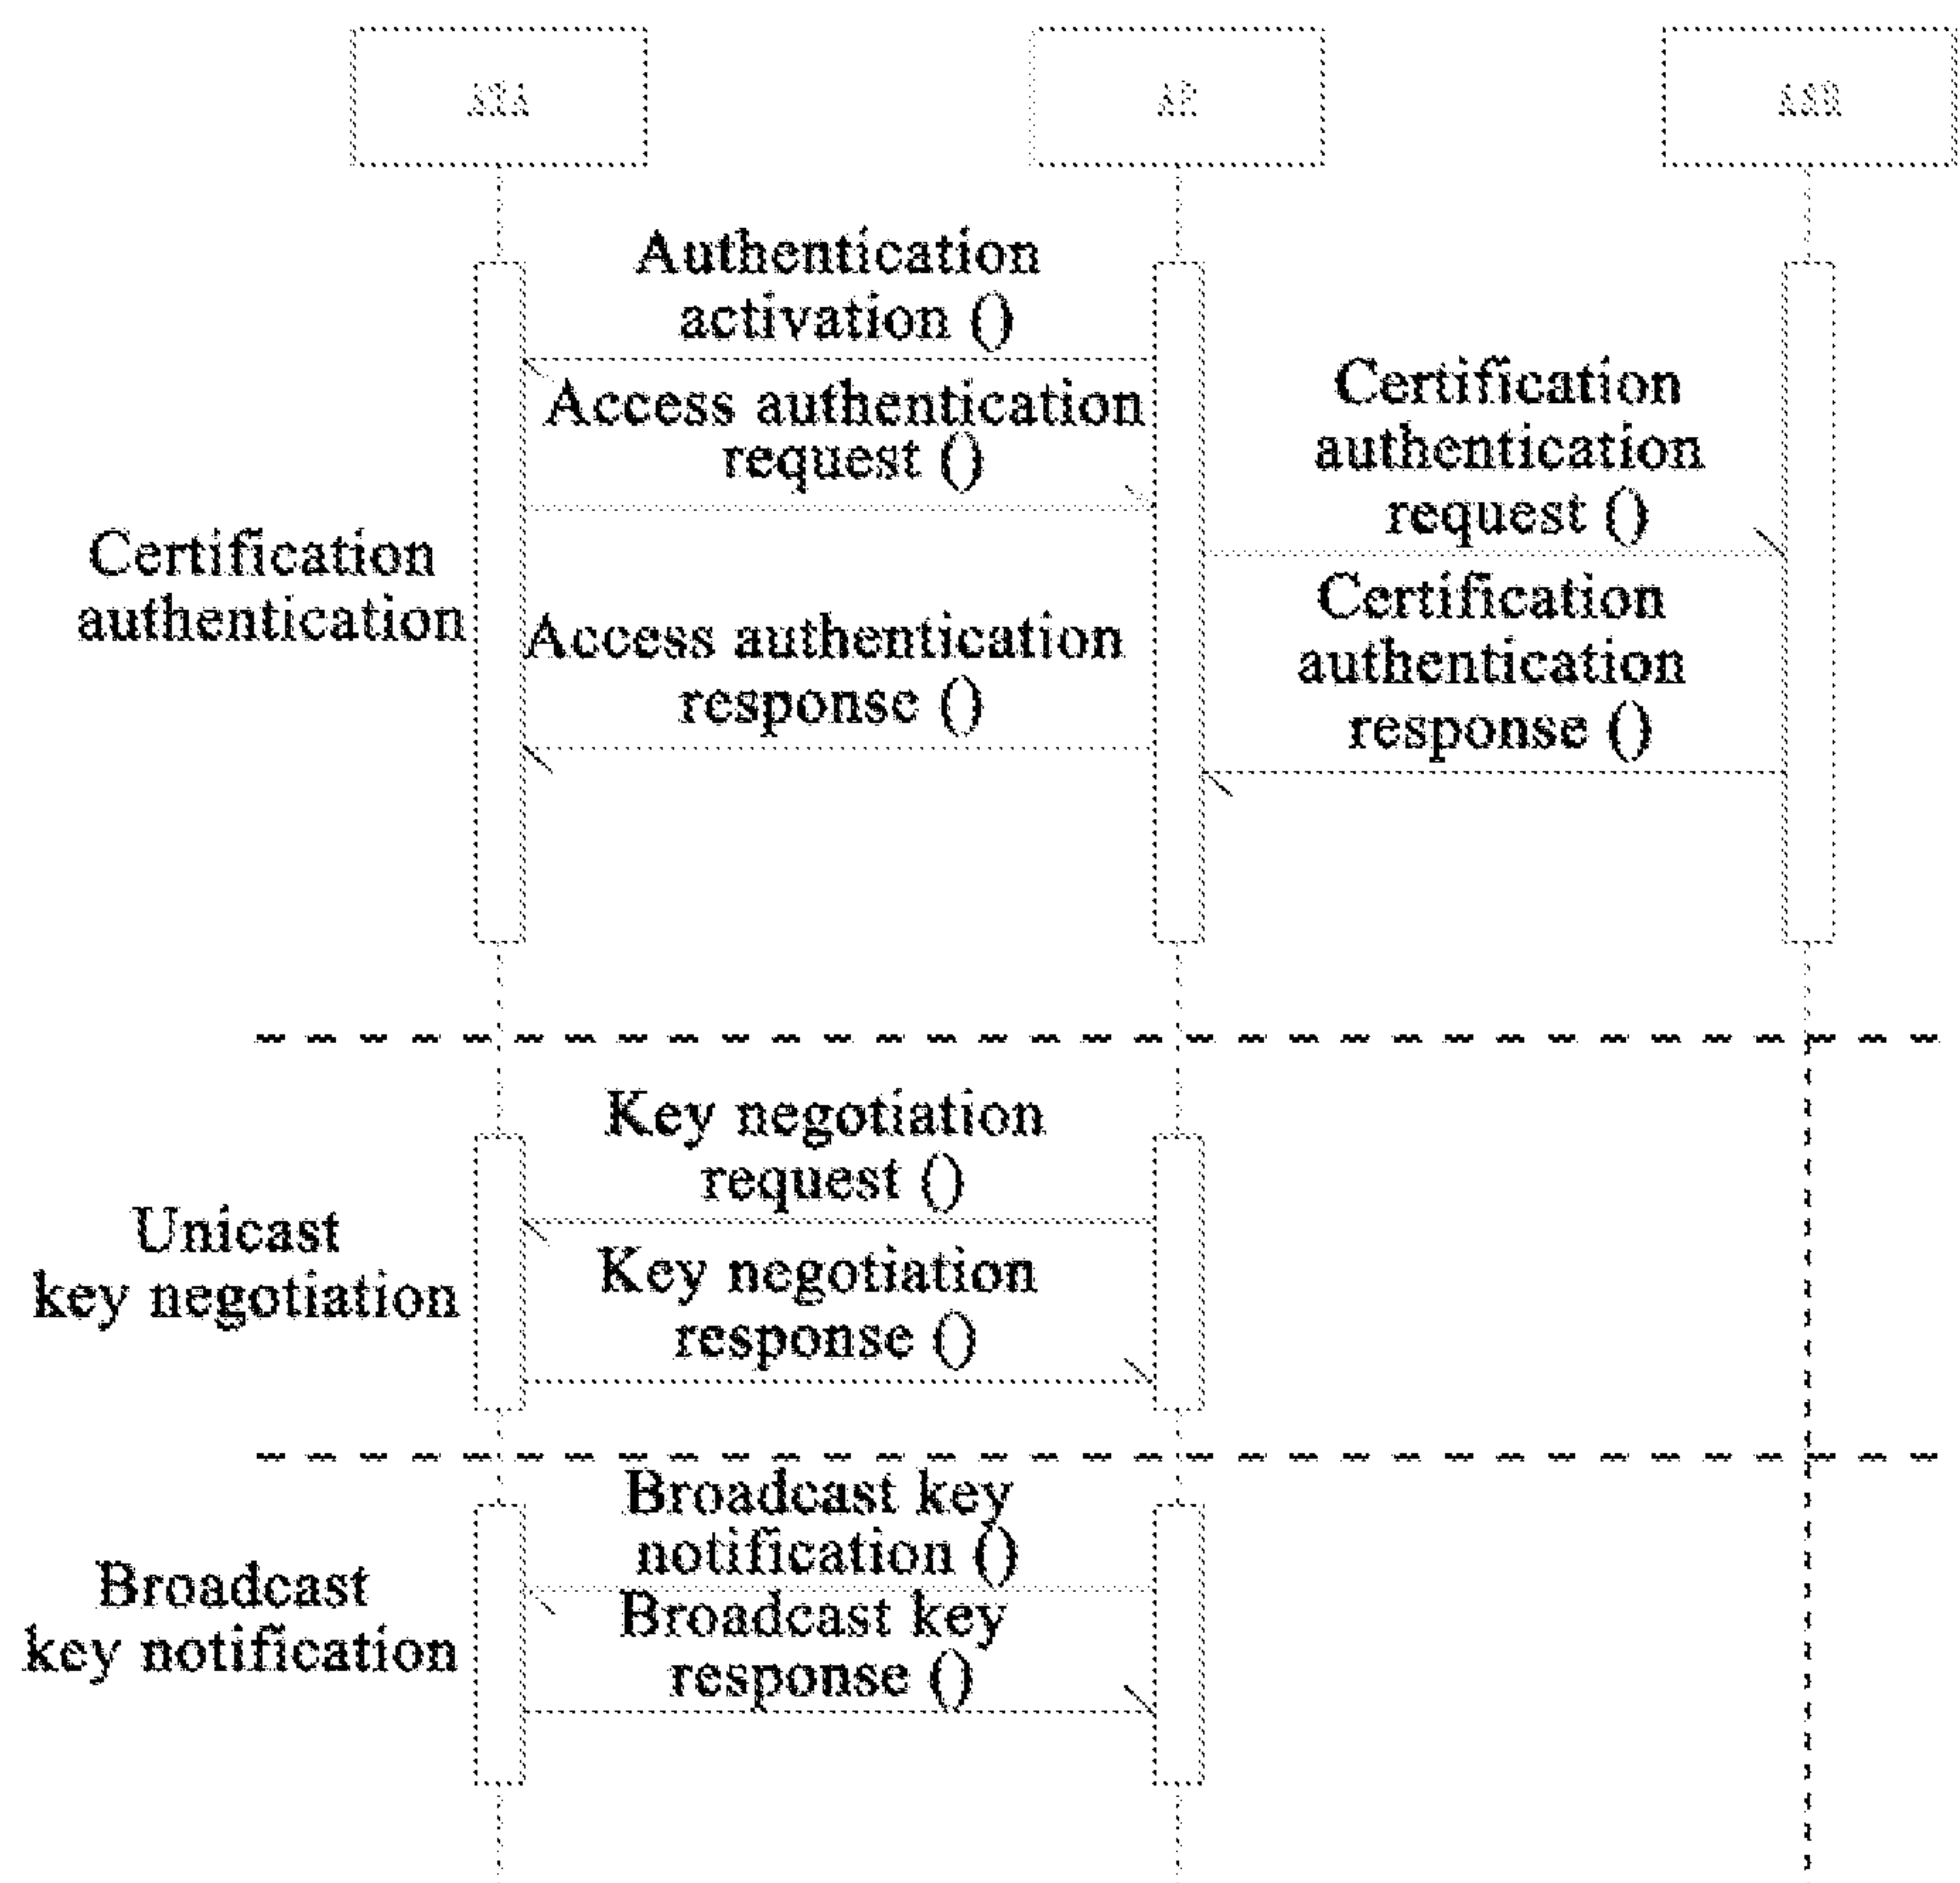 AP
Authentication
activation ()
Access authentication
request ()
Certification
authentication
request ()
Certification
authentication
Access authentication
response ()
Certification
authentication
response ()
Key negotiation
request ()
Unicast
key negotiation
Key negotiation
response ()
Broadcast key
notification ()
Broadcast
key notification
Broadcast key
response ()